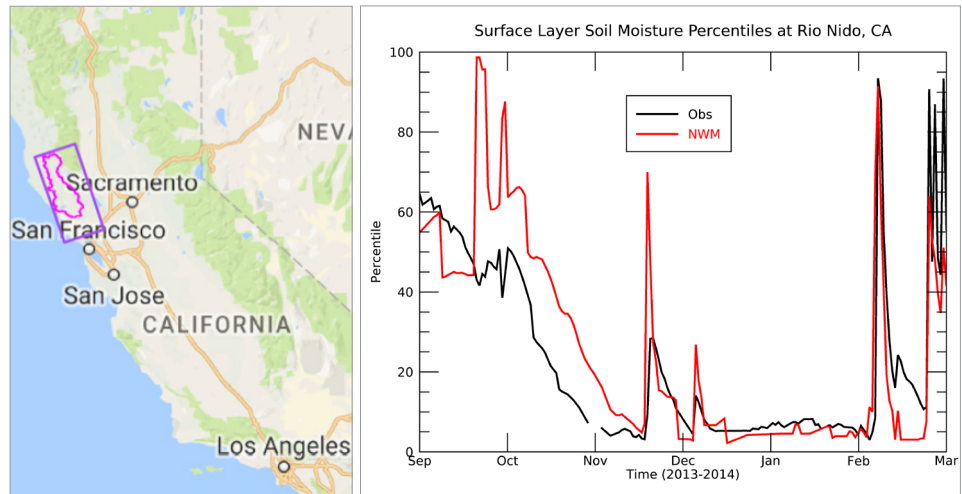 NEVA
Sacramento
San Francisco
San Jose
CALIFORNIA
Los Angeles
Surface Layer Soil Moisture Percentiles at Rio Nido, CA
100
80
60
40
20
0
Percentile
Obs
NWM
Sep
Oct
Nov
Dec
Jan
Feb
Mar
Time (2013-2014)